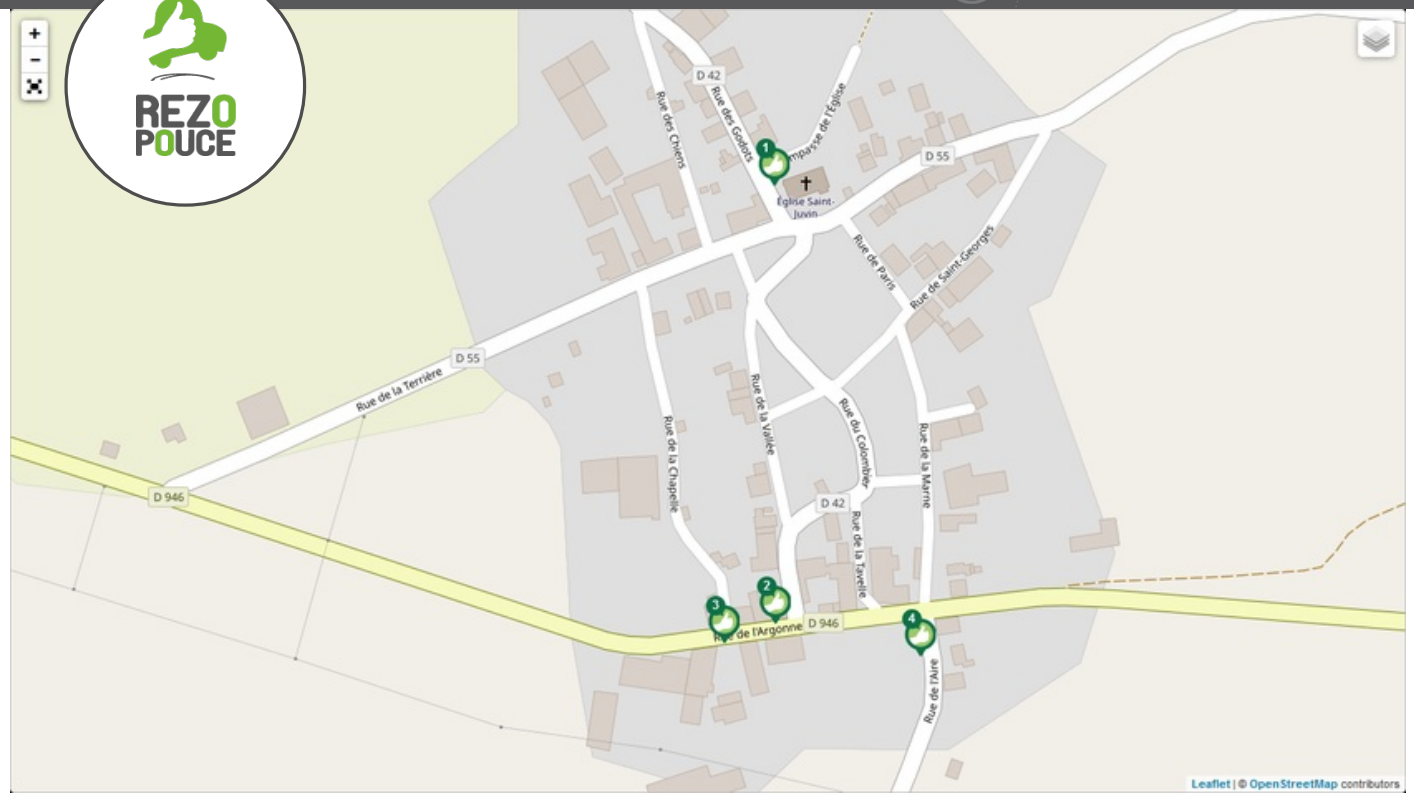 +
−
REZO
POUCE
D 42
Rue des Chiens
Rue des Godots
Impasse de l'Église
1
D 55
Église Saint-
Juvin
Rue de Paris
Rue de Saint-Georges
D 55
Rue de la Terrière
Rue de la Chapelle
Rue de la Vallée
Rue du Colombier
Rue de la Marne
D 946
D 42
Rue de la Tavelle
2
3
4
Rue de l'Argonne
D 946
Rue de l'Aire
Leaflet | © OpenStreetMap contributors